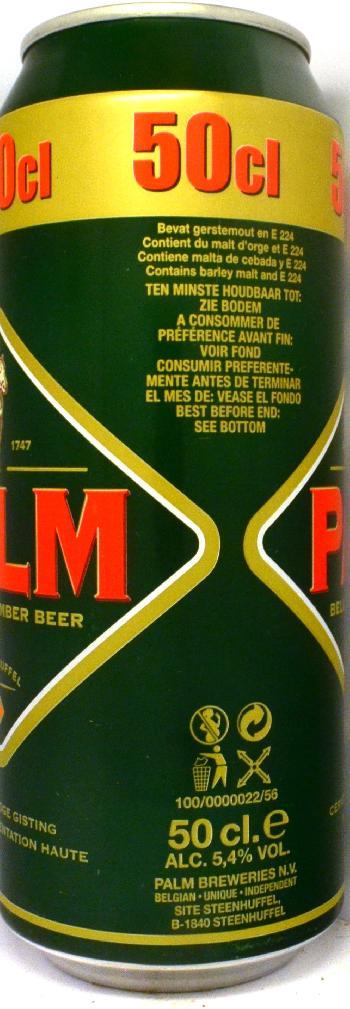 0cl
50cl
5
Bevat gerstemout en E 224
Contient du malt d'orge et E 224
Contiene malta de cebada y E 224
Contains barley malt and E 224
TEN MINSTE HOUDBAAR TOT:
ZIE BODEM
A CONSOMMER DE
PRÉFÉRENCE AVANT FIN:
VOIR FOND
CONSUMIR PREFERENTE-
MENTE ANTES DE TERMINAR
EL MES DE: VEASE EL FONDO
BEST BEFORE END:
SEE BOTTOM
1747
LM
P
MBER BEER
BEL
UFFEL
100/0000022/56
50 cl.e
ALC. 5,4% VOL.
PALM BREWERIES N.V.
BELGIAN • UNIQUE • INDEPENDENT
SITE STEENHUFFEL,
B-1840 STEENHUFFEL
GE GISTING
NTATION HAUTE